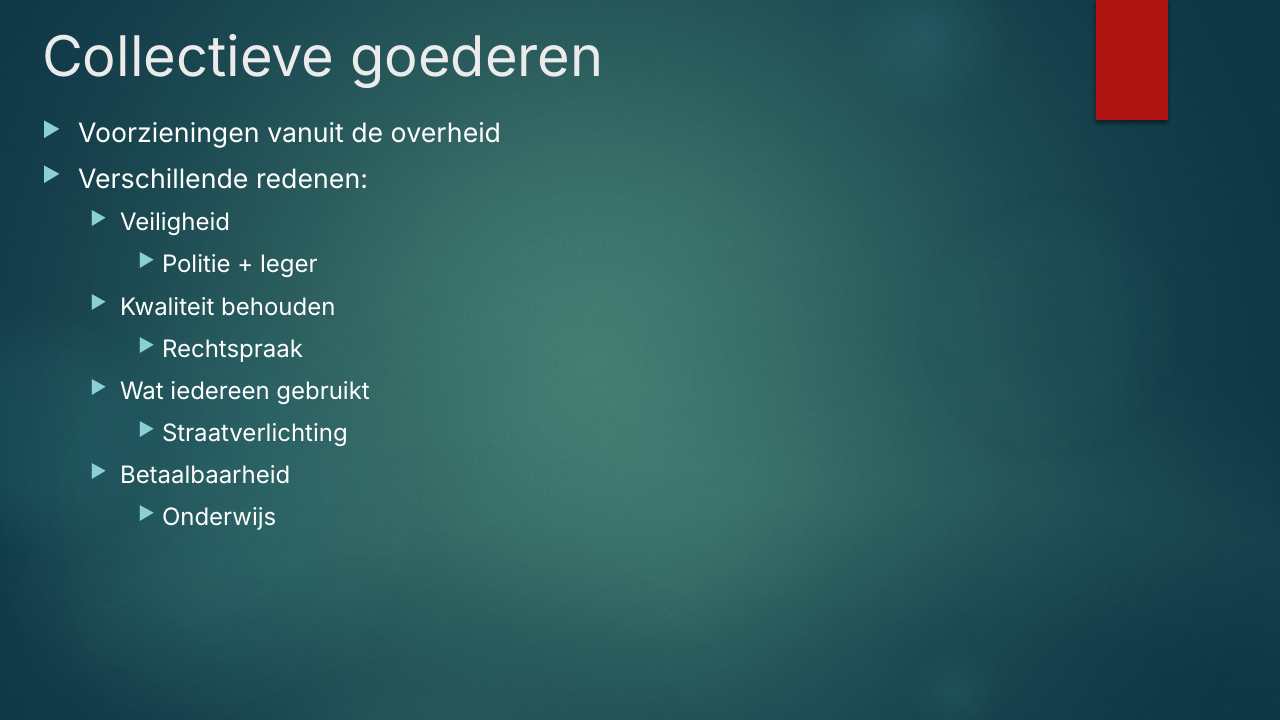 Collectieve goederen
Voorzieningen vanuit de overheid
Verschillende redenen:
Veiligheid
Politie + leger
Kwaliteit behouden
Rechtspraak
Wat iedereen gebruikt
Straatverlichting
Betaalbaarheid
Onderwijs